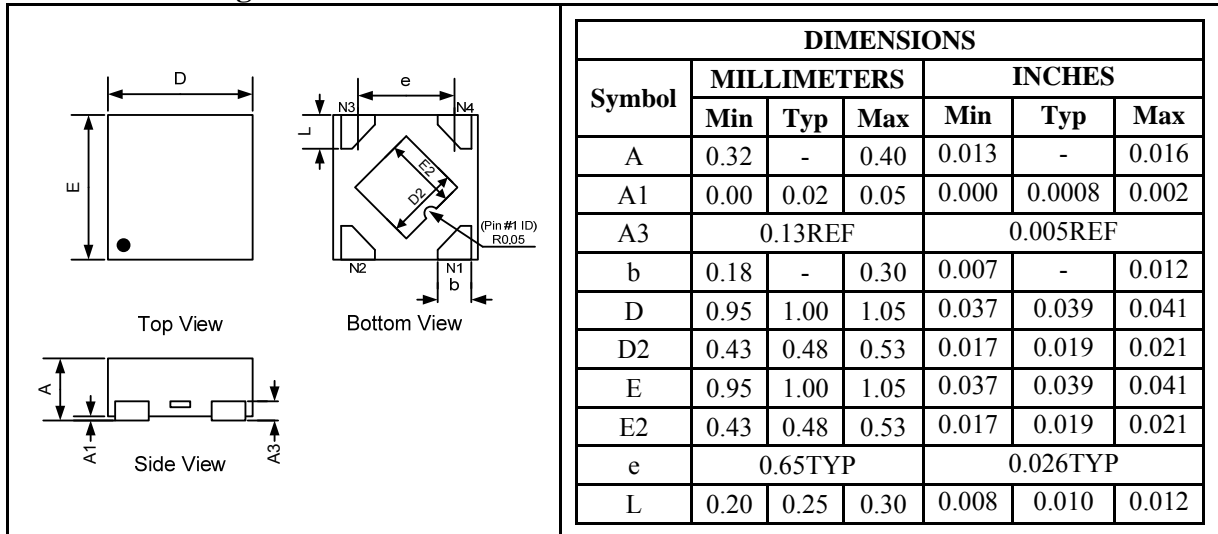 D
E
Top View
e
N3
N4
L
E2
D2
(Pin #1 ID)
R0.05
N2
N1
b
Bottom View
A
A1
A3
Side View
DIMENSIONS
Symbol MILLIMETERS INCHES
Min Typ Max Min Typ Max
A 0.32 - 0.40 0.013 - 0.016
A1 0.00 0.02 0.05 0.000 0.0008 0.002
A3 0.13REF 0.005REF
b 0.18 - 0.30 0.007 - 0.012
D 0.95 1.00 1.05 0.037 0.039 0.041
D2 0.43 0.48 0.53 0.017 0.019 0.021
E 0.95 1.00 1.05 0.037 0.039 0.041
E2 0.43 0.48 0.53 0.017 0.019 0.021
e 0.65TYP 0.026TYP
L 0.20 0.25 0.30 0.008 0.010 0.012